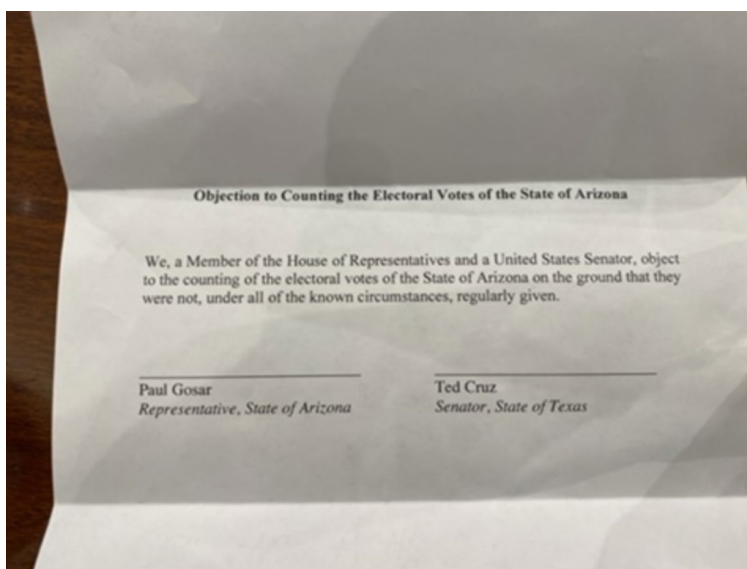 Objection to Counting the Electoral Votes of the State of Arizona
We, a Member of the House of Representatives and a United States Senator, object
to the counting of the electoral votes of the State of Arizona on the ground that they
were not, under all of the known circumstances, regularly given.
Paul Gosar Ted Cruz
Representative, State of Arizona Senator, State of Texas